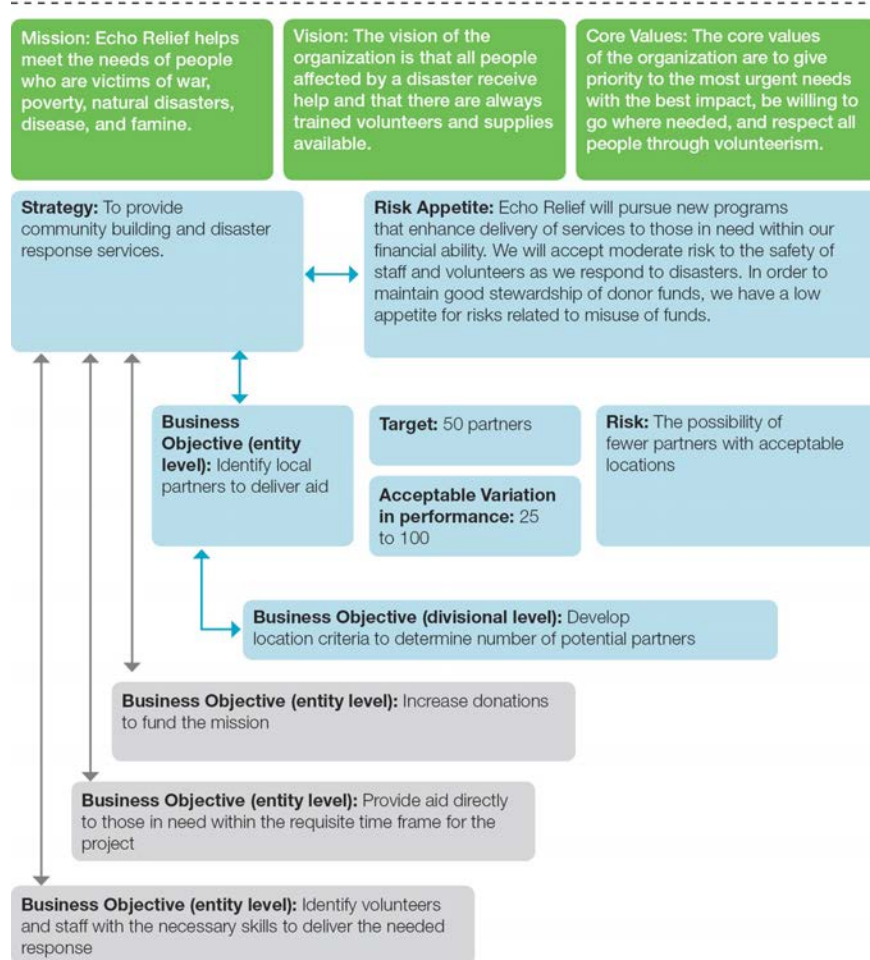 Mission: Echo Relief helps
meet the needs of people
who are victims of war,
poverty, natural disasters,
disease, and famine.
Vision: The vision of the
organization is that all people
affected by a disaster receive
help and that there are always
trained volunteers and supplies
available.
Core Values: The core values
of the organization are to give
priority to the most urgent needs
with the best impact, be willing to
go where needed, and respect all
people through volunteerism.
Strategy: To provide
community building and disaster
response services.
Risk Appetite: Echo Relief will pursue new programs
that enhance delivery of services to those in need within our
financial ability. We will accept moderate risk to the safety of
staff and volunteers as we respond to disasters. In order to
maintain good stewardship of donor funds, we have a low
appetite for risks related to misuse of funds.
Business
Objective (entity
level): Identify local
partners to deliver aid
Target: 50 partners
Acceptable Variation
in performance: 25
to 100
Risk: The possibility of
fewer partners with acceptable
locations
Business Objective (divisional level): Develop
location criteria to determine number of potential partners
Business Objective (entity level): Increase donations
to fund the mission
Business Objective (entity level): Provide aid directly
to those in need within the requisite time frame for the
project
Business Objective (entity level): Identify volunteers
and staff with the necessary skills to deliver the needed
response